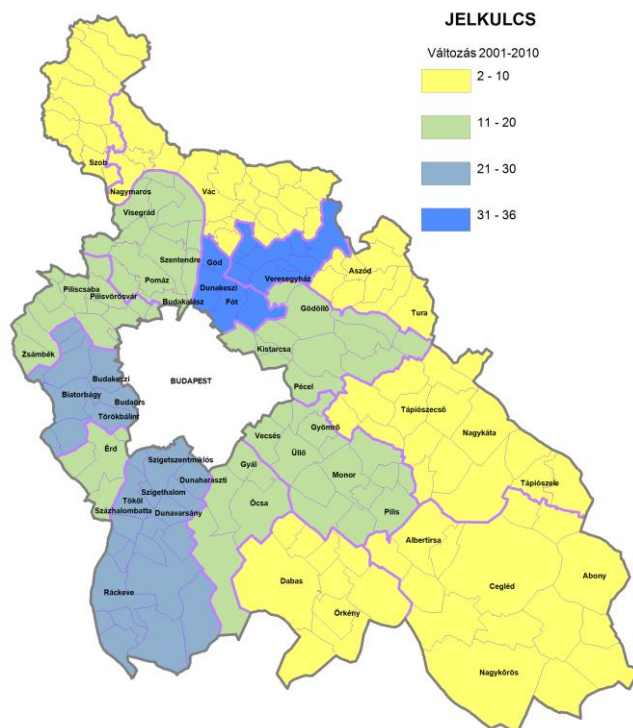 JELKULCS
Változás 2001-2010
2 - 10
11 - 20
21 - 30
31 - 36
Szob
Nagymaros
Vác
Visegrád
Szentendre
Göd
Aszód
Veresegyház
Piliscsaba
Pomáz
Dunakeszi
Pilisvörösvár
Budakalász
Fót
Gödöllő
Tura
Zsámbék
Kistarcsa
Budakeszi
BUDAPEST
Pécel
Biatorbágy
Budaörs
Törökbálint
Tápiószecső
Gyömrő
Nagykáta
Vecsés
Érd
Üllő
Szigetszentmiklós
Gyál
Monor
Dunaharaszti
Tápiószele
Szigethalom
Tököl
Ócsa
Százhalombatta
Dunavarsány
Pilis
Albertirsa
Abony
Dabas
Cegléd
Ráckeve
Örkény
Nagykőrös